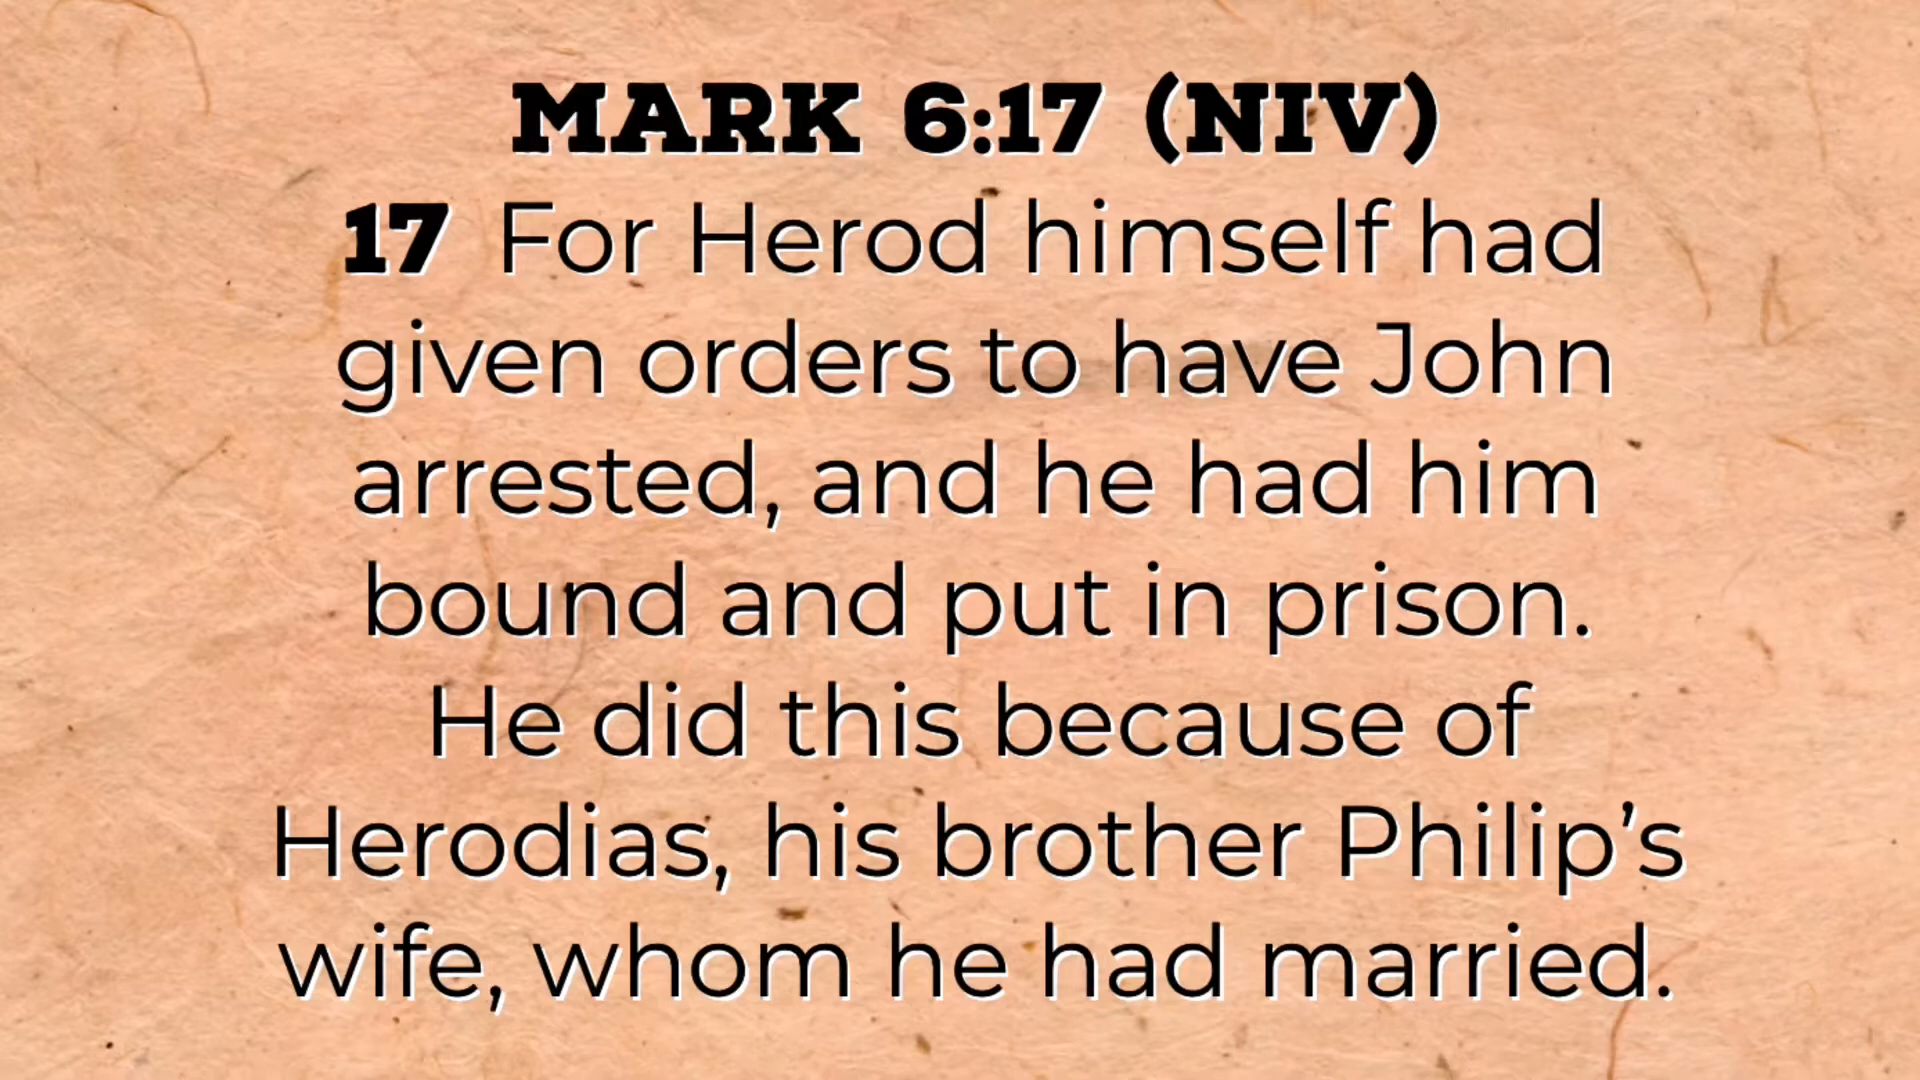 MARK 6:17 (NIV)
17 For Herod himself had
given orders to have John
arrested, and he had him
bound and put in prison.
He did this because of
Herodias, his brother Philip’s
wife, whom he had married.